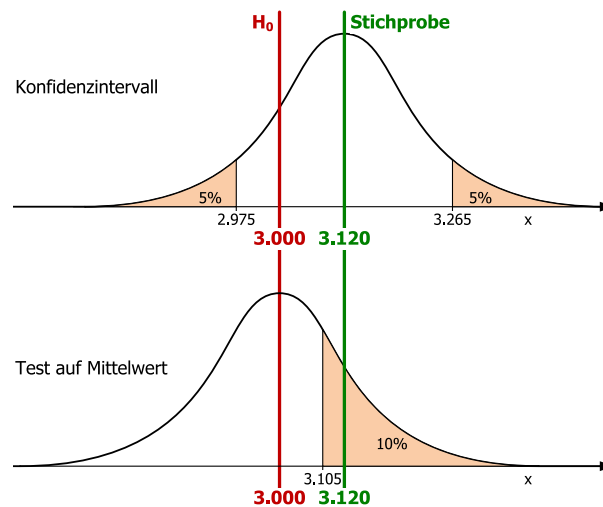 H₀ Stichprobe
Konfidenzintervall
5% 5%
2.975 3.265 x
3.000 3.120
Test auf Mittelwert
10%
3.105 x
3.000 3.120